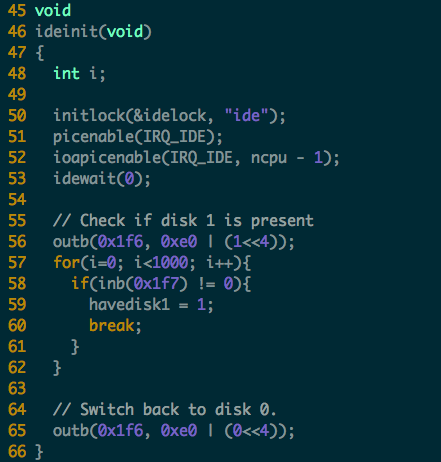 45 void
46 ideinit(void)
47 {
48   int i;
49
50   initlock(&idelock, "ide");
51   picenable(IRQ_IDE);
52   ioapicenable(IRQ_IDE, ncpu - 1);
53   idewait(0);
54
55   // Check if disk 1 is present
56   outb(0x1f6, 0xe0 | (1<<4));
57   for(i=0; i<1000; i++){
58     if(inb(0x1f7) != 0){
59       havedisk1 = 1;
60       break;
61     }
62   }
63
64   // Switch back to disk 0.
65   outb(0x1f6, 0xe0 | (0<<4));
66 }